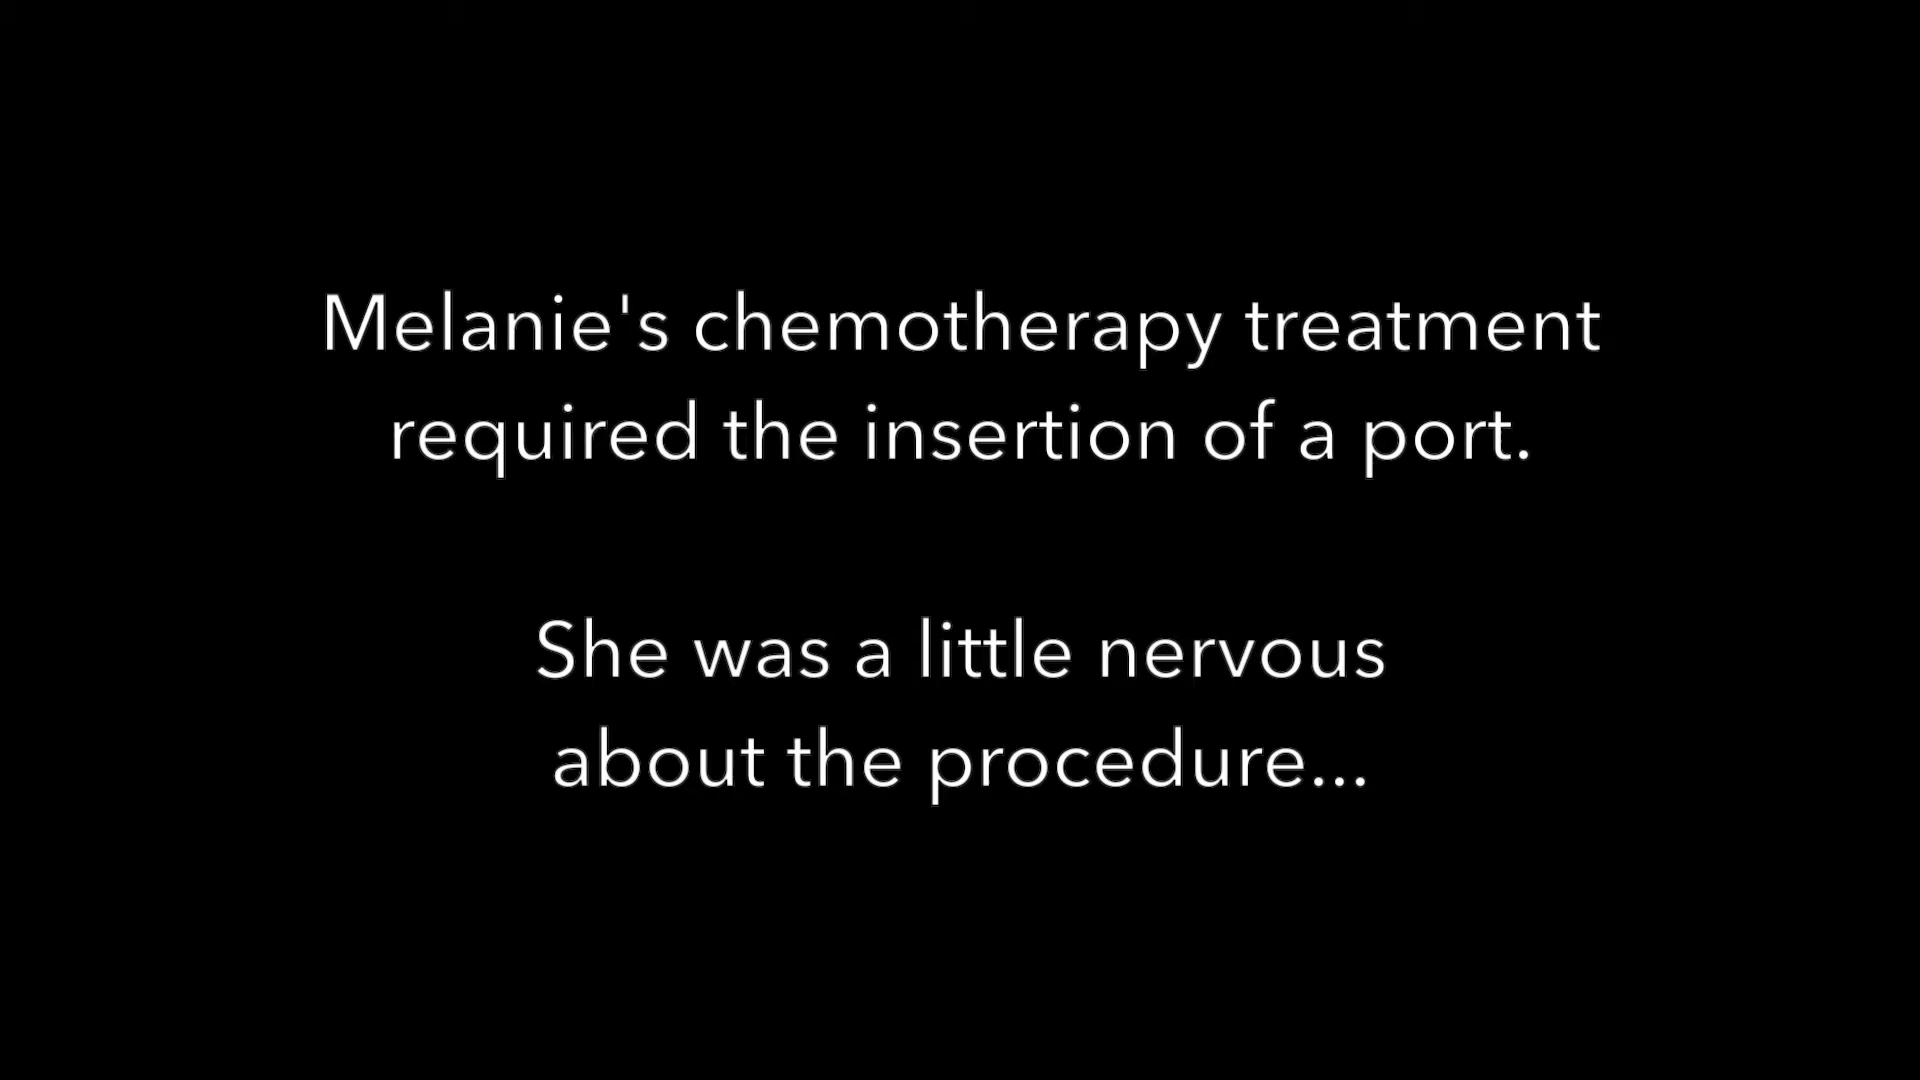 Melanie's chemotherapy treatment
required the insertion of a port.
She was a little nervous
about the procedure...